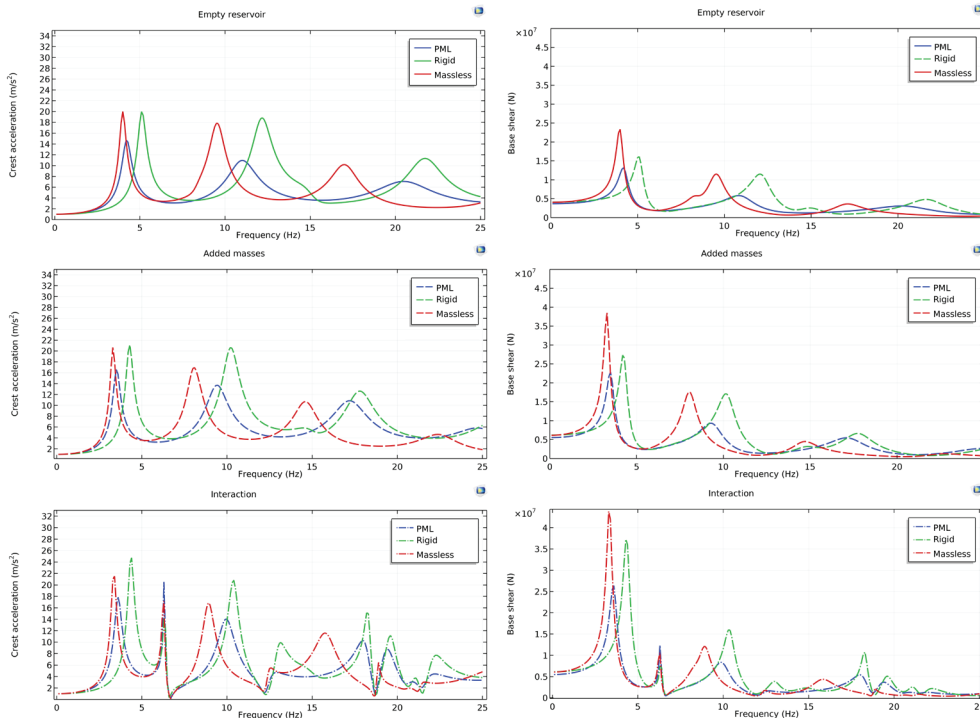 Empty reservoir
34
32
30
28
26
24
22
20
18
16
14
12
10
8
6
4
2
Crest acceleration (m/s²)
PML
Rigid
Massless
5 10 15 20 25
Frequency (Hz)
Empty reservoir
×10⁷
4.5
4
3.5
3
2.5
2
1.5
1
0.5
0
Base shear (N)
PML
Rigid
Massless
5 10 15 20
Frequency (Hz)
Added masses
34
32
30
28
26
24
22
20
18
16
14
12
10
8
6
4
2
Crest acceleration (m/s²)
PML
Rigid
Massless
0 5 10 15 20 25
Frequency (Hz)
Added masses
×10⁷
4.5
4
3.5
3
2.5
2
1.5
1
0.5
0
Base shear (N)
PML
Rigid
Massless
5 10 15 20
Frequency (Hz)
Interaction
32
30
28
26
24
22
20
18
16
14
12
10
8
6
4
2
0
Crest acceleration (m/s²)
PML
Rigid
Massless
0 5 10 15 20 25
Frequency (Hz)
Interaction
×10⁷
4
3.5
3
2.5
2
1.5
1
0.5
0
Base shear (N)
PML
Rigid
Massless
5 10 15 20
Frequency (Hz)